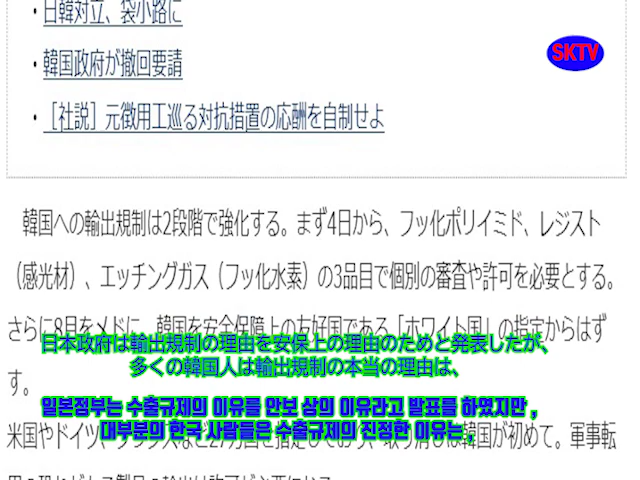 ・日韓対立、袋小路に
SKTV
・韓国政府が撤回要請
・［社説］元徴用工巡る対抗措置の応酬を自制せよ
韓国への輸出規制は2段階で強化する。まず4日から、フッ化ポリイミド、レジスト
（感光材）、エッチングガス（フッ化水素）の3品目で個別の審査や許可を必要とする。
さらに8月をメドに、韓国を安全保障上の友好国である「ホワイト国」の指定からはず
日本政府は輸出規制の理由を安保上の理由のためと発表したが、
多くの韓国人は輸出規制の本当の理由は、
す。
일본정부는 수출규제의 이유를 안보 상의 이유라고 발표를 하였지만 ,
대부분의 한국 사람들은 수출규제의 진정한 이유는 ,
米国やドイツ、
韓国が初めて。軍事転